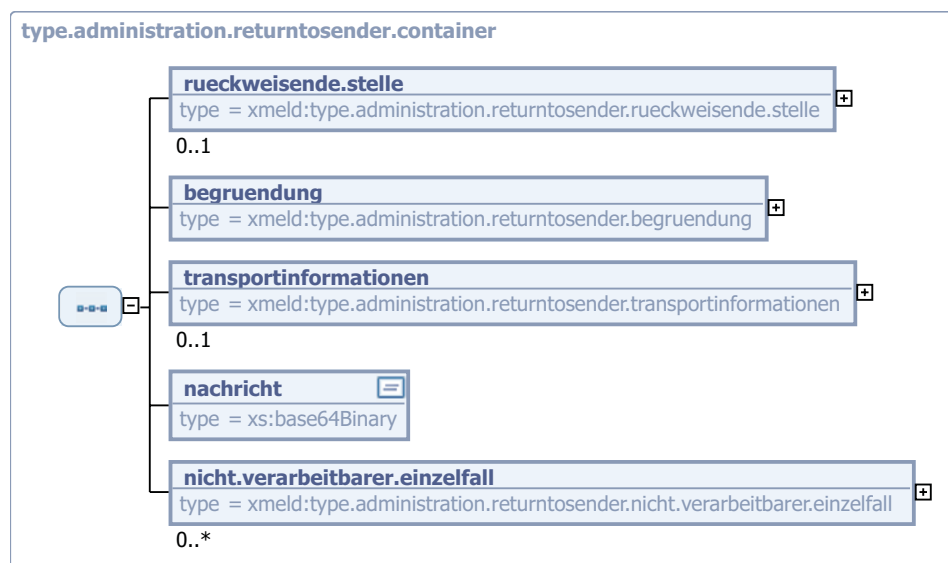 type.administration.returntosender.container
rueckweisende.stelle
type = xmeld:type.administration.returntosender.rueckweisende.stelle
0..1
begruendung
type = xmeld:type.administration.returntosender.begruendung
transportinformationen
type = xmeld:type.administration.returntosender.transportinformationen
0..1
nachricht
type = xs:base64Binary
nicht.verarbeitbarer.einzelfall
type = xmeld:type.administration.returntosender.nicht.verarbeitbarer.einzelfall
0..*